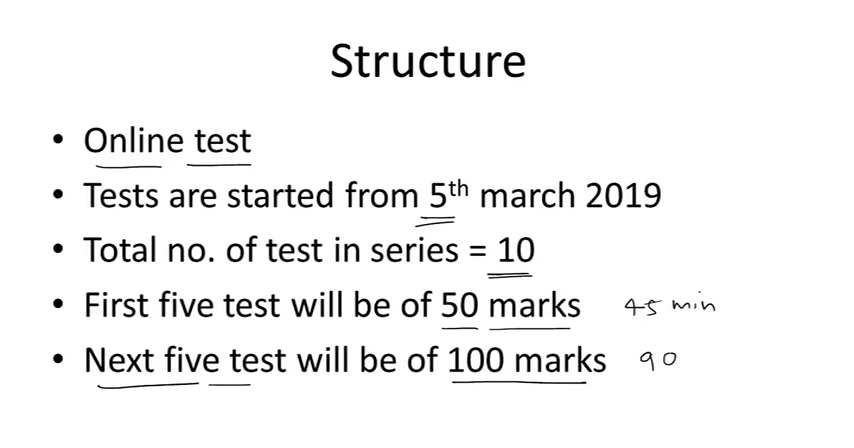 Structure
• Online test
• Tests are started from 5th march 2019
• Total no. of test in series = 10
• First five test will be of 50 marks 45 min
• Next five test will be of 100 marks 90